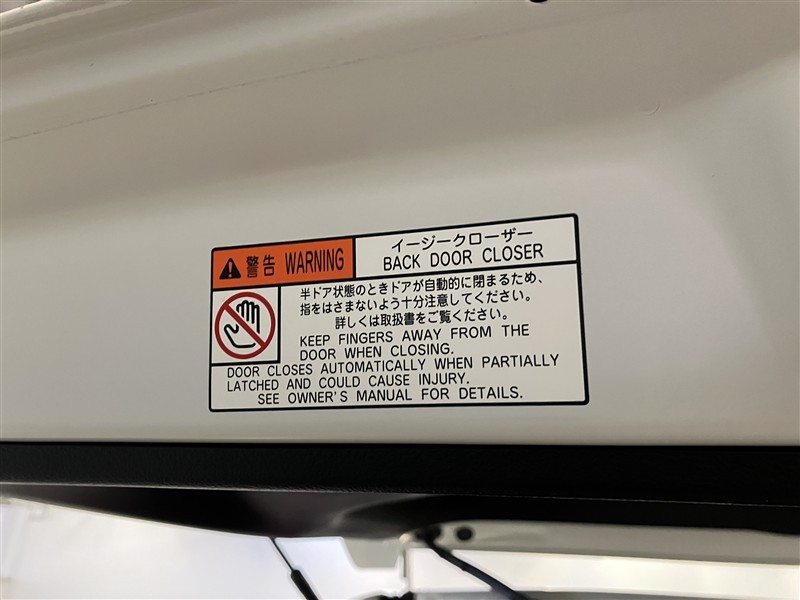 警告 WARNING
イージークローザー
BACK DOOR CLOSER
半ドア状態のときドアが自動的に閉まるため、
指をはさまないよう十分注意してください。
詳しくは取扱書をご覧ください。
KEEP FINGERS AWAY FROM THE
DOOR WHEN CLOSING.
DOOR CLOSES AUTOMATICALLY WHEN PARTIALLY
LATCHED AND COULD CAUSE INJURY.
SEE OWNER'S MANUAL FOR DETAILS.